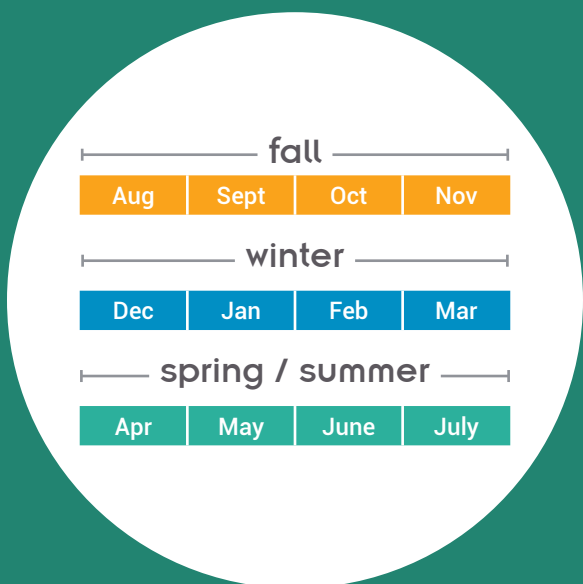 fall
Aug Sept Oct Nov
winter
Dec Jan Feb Mar
spring / summer
Apr May June July